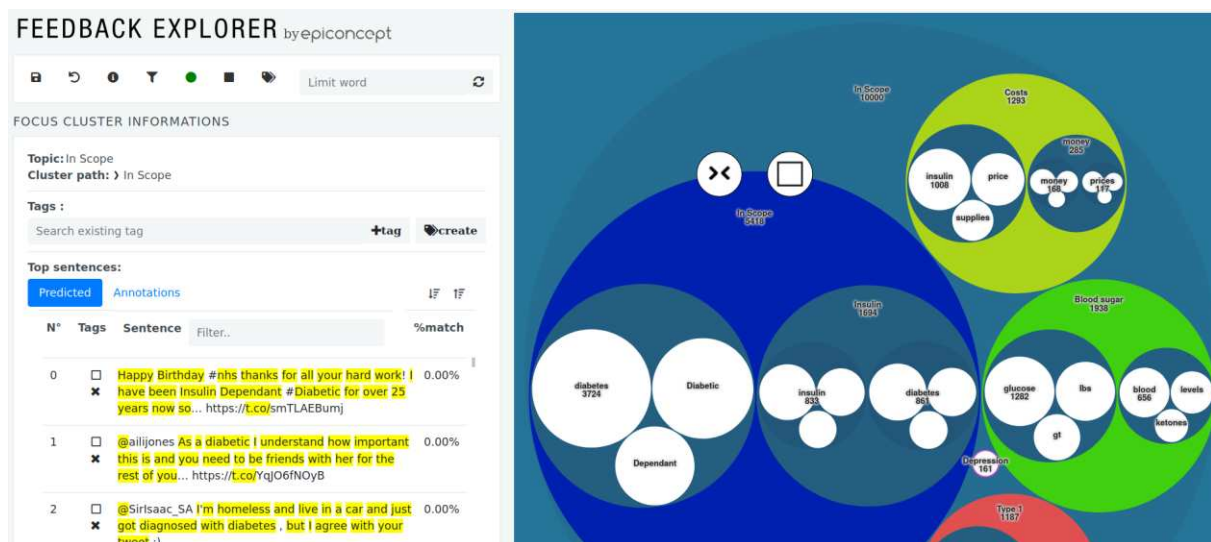 FEEDBACK EXPLORER by epiconcept
Limit word
FOCUS CLUSTER INFORMATIONS
Topic: In Scope
Cluster path: ❯ In Scope
Tags :
Search existing tag
+tag
create
Top sentences:
Predicted
Annotations
N° Tags Sentence Filter.. %match
0 Happy Birthday #nhs thanks for all your hard work! I 0.00%
have been Insulin Dependant #Diabetic for over 25
years now so... https://t.co/smTLAEBumj
1 @ailijones As a diabetic I understand how important 0.00%
this is and you need to be friends with her for the
rest of you... https://t.co/YqJO6fNOyB
2 @SirIsaac_SA I'm homeless and live in a car and just 0.00%
got diagnosed with diabetes , but I agree with your
tweet :)
In Scope
10000
Costs
1293
insulin
1008
price
supplies
money
285
money
168
prices
117
In Scope
5418
diabetes
3724
Diabetic
Dependant
Insulin
1694
insulin
833
diabetes
861
Blood sugar
1938
glucose
1282
lbs
gt
blood
656
levels
ketones
Depression
161
Type 1
1187